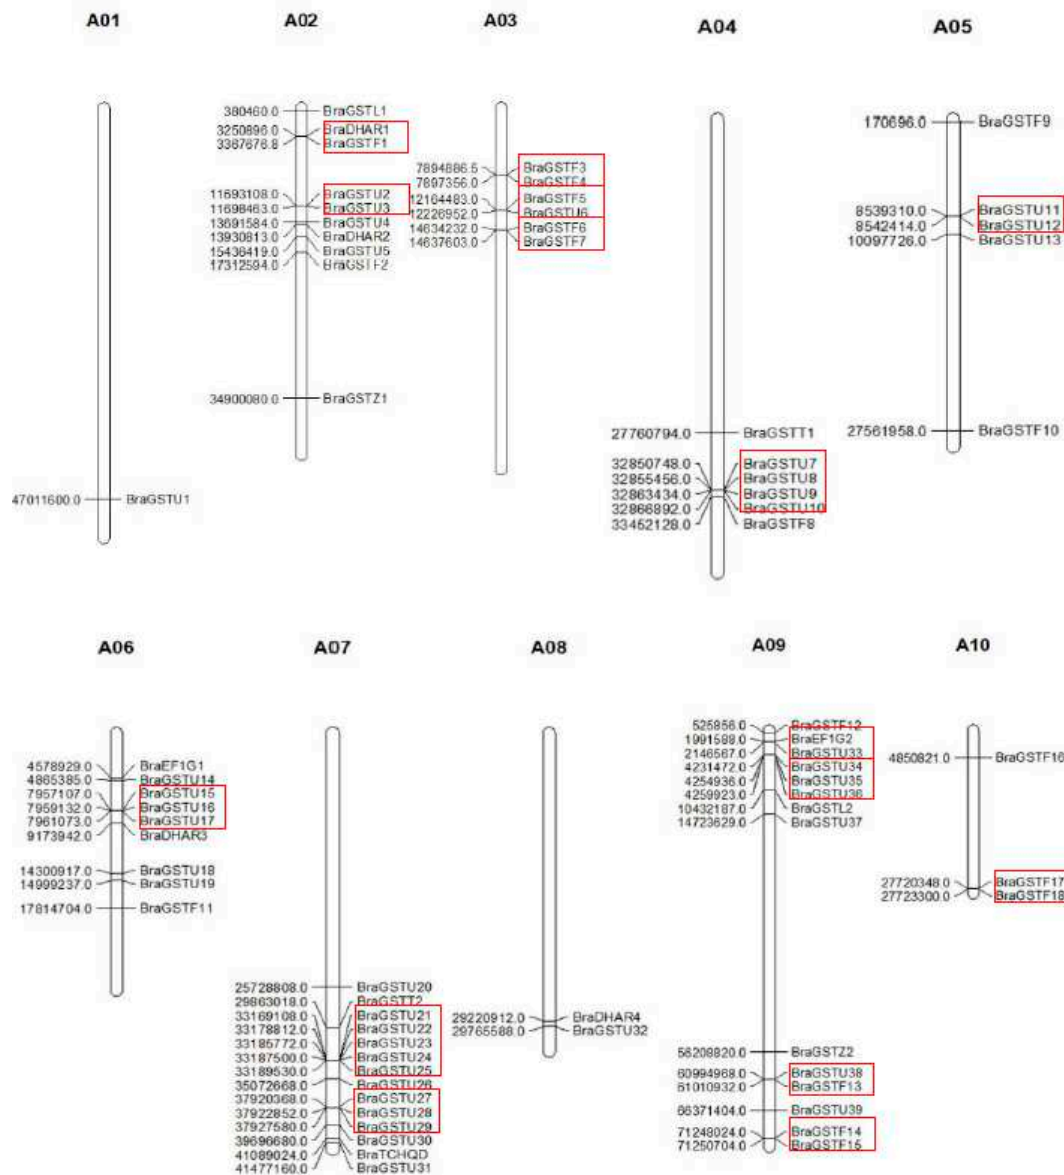 A01
47011600.0 BraGSTU1
A02
380460.0 BraGSTL1
3250896.0 BraDHAR1
3367676.8 BraGSTF1
11693108.0 BraGSTU2
11698463.0 BraGSTU3
13691584.0 BraGSTU4
13930813.0 BraDHAR2
15436419.0 BraGSTU5
17312594.0 BraGSTF2
34900080.0 BraGSTZ1
A03
7894886.5 BraGSTF3
7897356.0 BraGSTF4
12164483.0 BraGSTF5
12226952.0 BraGSTU6
14634232.0 BraGSTF6
14637603.0 BraGSTF7
A04
27760794.0 BraGSTT1
32850748.0 BraGSTU7
32855456.0 BraGSTU8
32863434.0 BraGSTU9
32866892.0 BraGSTU10
33452128.0 BraGSTF8
A05
170696.0 BraGSTF9
8539310.0 BraGSTU11
8542414.0 BraGSTU12
10097726.0 BraGSTU13
27561958.0 BraGSTF10
A06
4578929.0 BraEF1G1
4865385.0 BraGSTU14
7957107.0 BraGSTU15
7959132.0 BraGSTU16
7961073.0 BraGSTU17
9173942.0 BraDHAR3
14300917.0 BraGSTU18
14999237.0 BraGSTU19
17814704.0 BraGSTF11
A07
25728808.0 BraGSTU20
29863018.0 BraGSTT2
33169108.0 BraGSTU21
33178812.0 BraGSTU22
33185772.0 BraGSTU23
33187500.0 BraGSTU24
33189530.0 BraGSTU25
35072668.0 BraGSTU26
37920368.0 BraGSTU27
37922852.0 BraGSTU28
37927580.0 BraGSTU29
39696680.0 BraGSTU30
41089024.0 BraTCHQD
41477160.0 BraGSTU31
A08
29220912.0 BraDHAR4
29765588.0 BraGSTU32
A09
525856.0 BraGSTF12
1991588.0 BraEF1G2
2146567.0 BraGSTU33
4231472.0 BraGSTU34
4254936.0 BraGSTU35
4259923.0 BraGSTU36
10432187.0 BraGSTL2
14723629.0 BraGSTU37
58209820.0 BraGSTZ2
60994968.0 BraGSTU38
61010932.0 BraGSTF13
66371404.0 BraGSTU39
71248024.0 BraGSTF14
71250704.0 BraGSTF15
A10
4850821.0 BraGSTF16
27720348.0 BraGSTF17
27723300.0 BraGSTF18